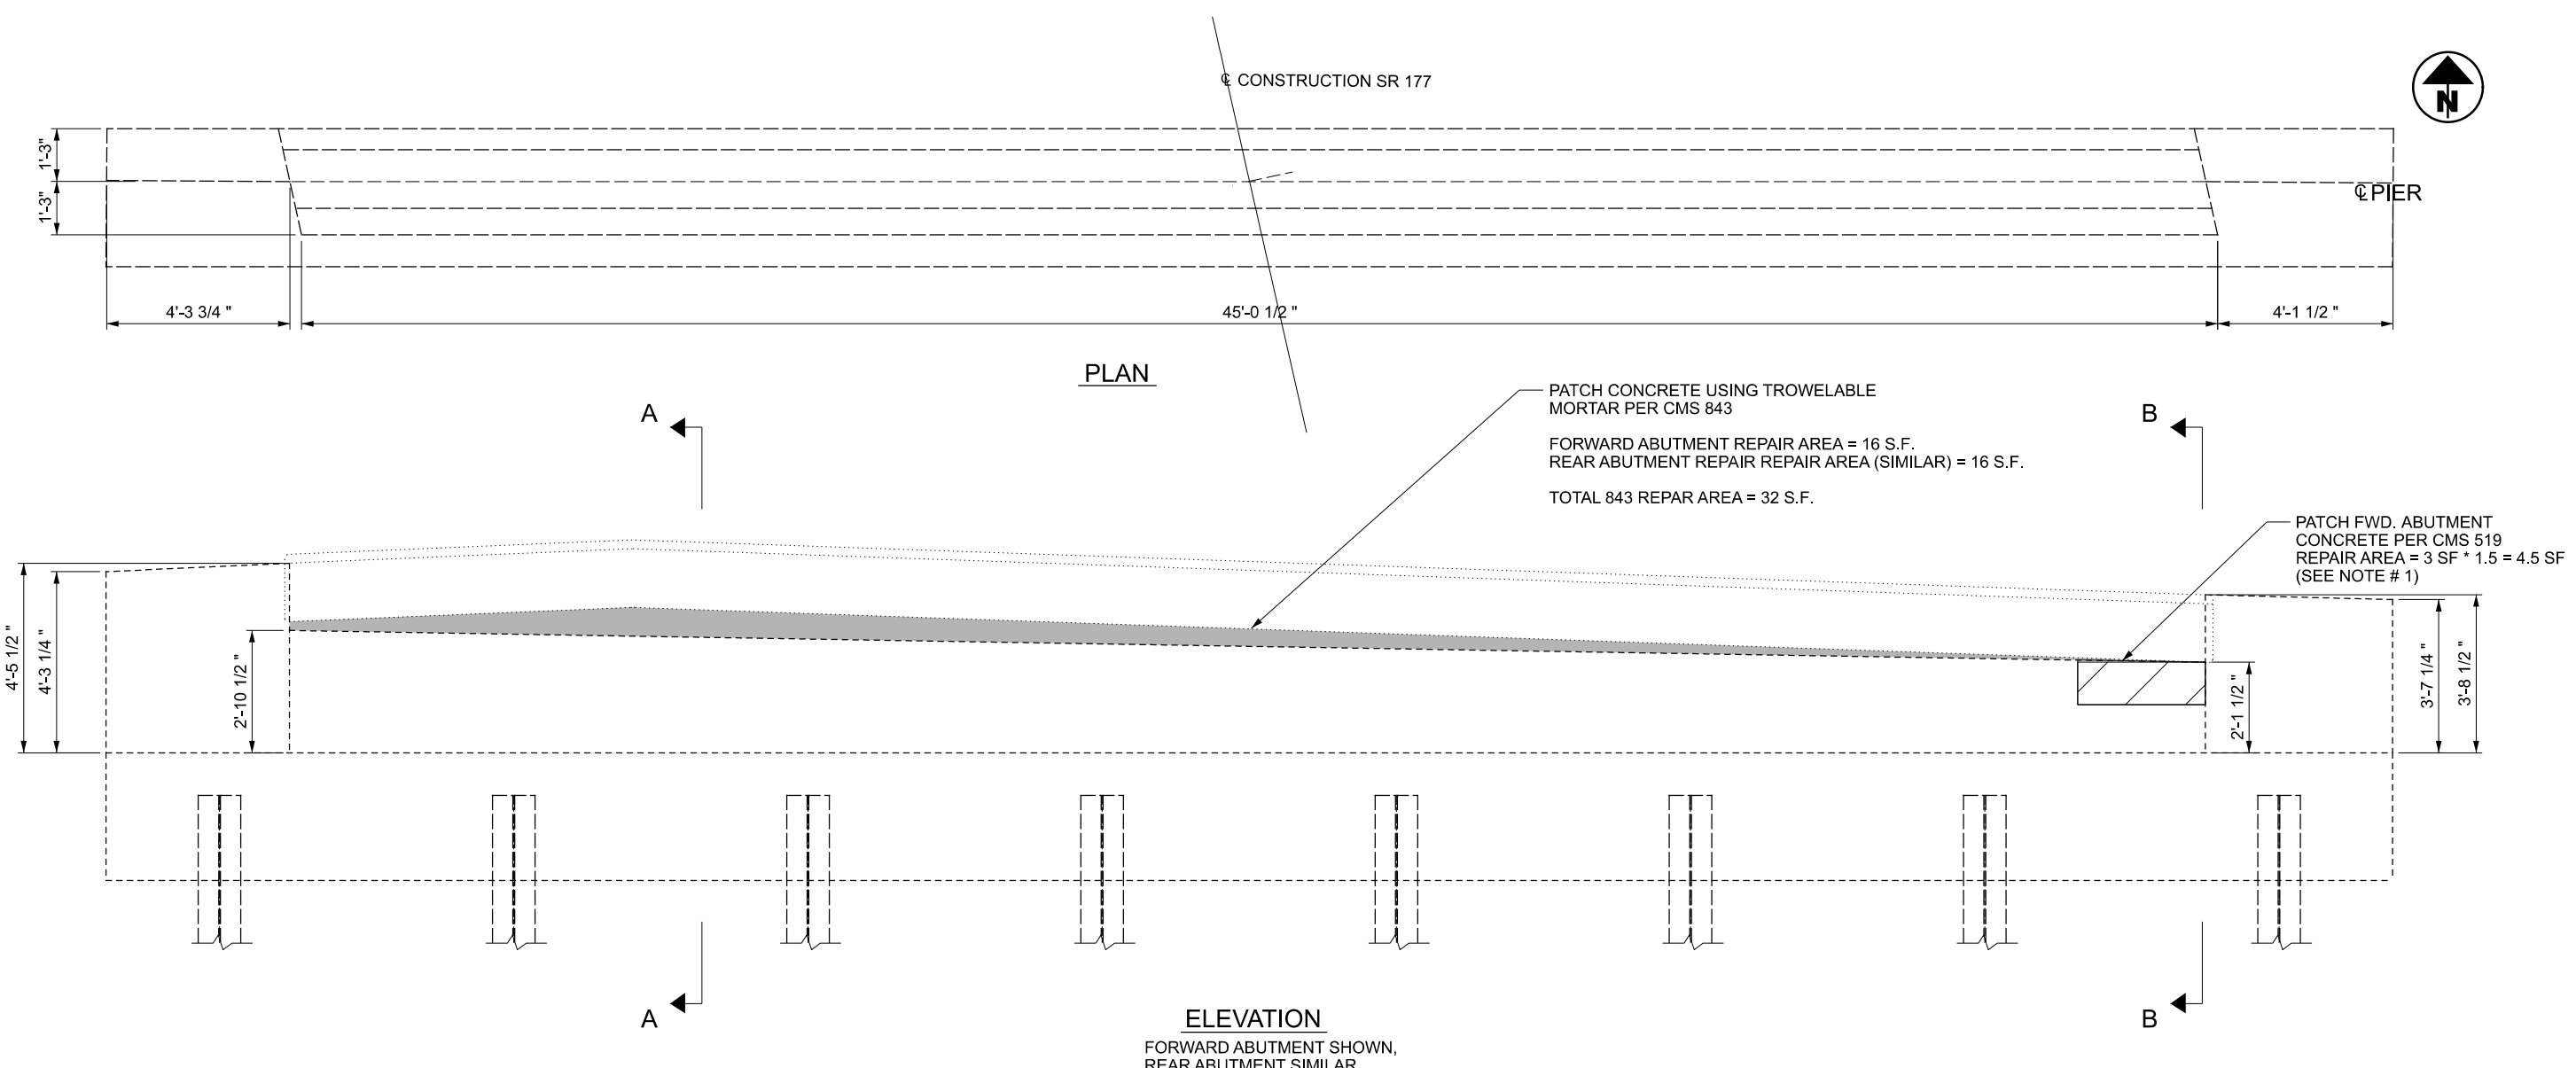 ℄ CONSTRUCTION SR 177
N
1'-3"
1'-3"
℄ PIER
4'-3 3/4 "
45'-0 1/2 "
4'-1 1/2 "
PLAN
A
B
PATCH CONCRETE USING TROWELABLE
MORTAR PER CMS 843
FORWARD ABUTMENT REPAIR AREA = 16 S.F.
REAR ABUTMENT REPAIR REPAIR AREA (SIMILAR) = 16 S.F.
TOTAL 843 REPAR AREA = 32 S.F.
PATCH FWD. ABUTMENT
CONCRETE PER CMS 519
REPAIR AREA = 3 SF * 1.5 = 4.5 SF
(SEE NOTE # 1)
4'-5 1/2 "
4'-3 1/4 "
2'-10 1/2 "
2'-1 1/2 "
3'-7 1/4 "
3'-8 1/2 "
A
B
ELEVATION
FORWARD ABUTMENT SHOWN,
REAR ABUTMENT SIMILAR